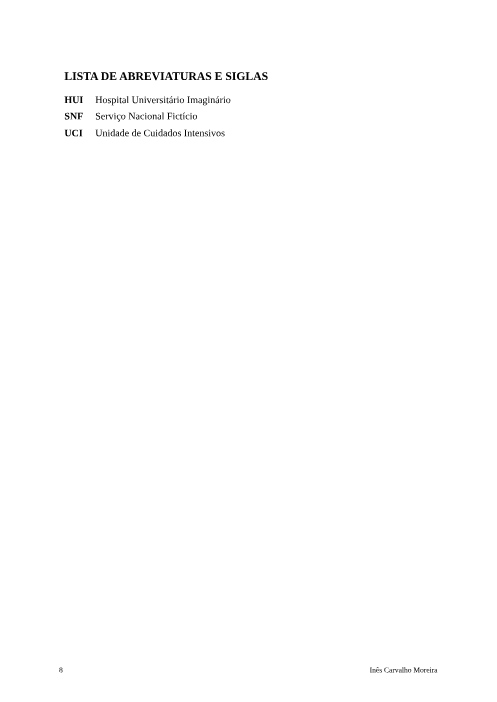 LISTA DE ABREVIATURAS E SIGLAS
HUI Hospital Universitário Imaginário
SNF Serviço Nacional Fictício
UCI Unidade de Cuidados Intensivos
8 Inês Carvalho Moreira